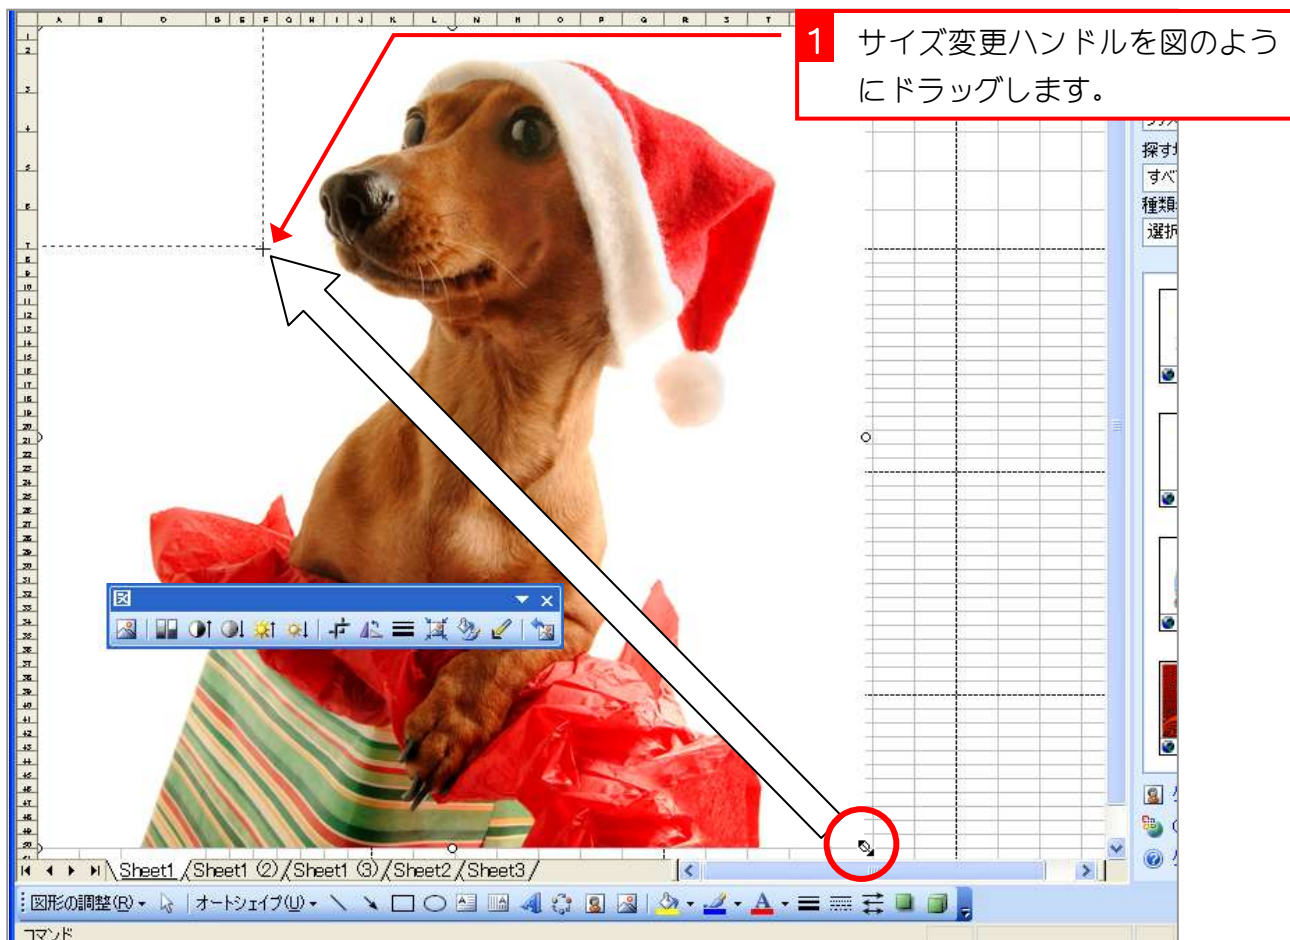 A B D F G H I J K L N O P Q R S T
1 サイズ変更ハンドルを図のよう
にドラッグします。
探す
すべ
種類
選択
図
Sheet1 Sheet1 (2) Sheet1 (3) Sheet2 Sheet3
図形の調整(R) オートシェイプ(U)
コマンド